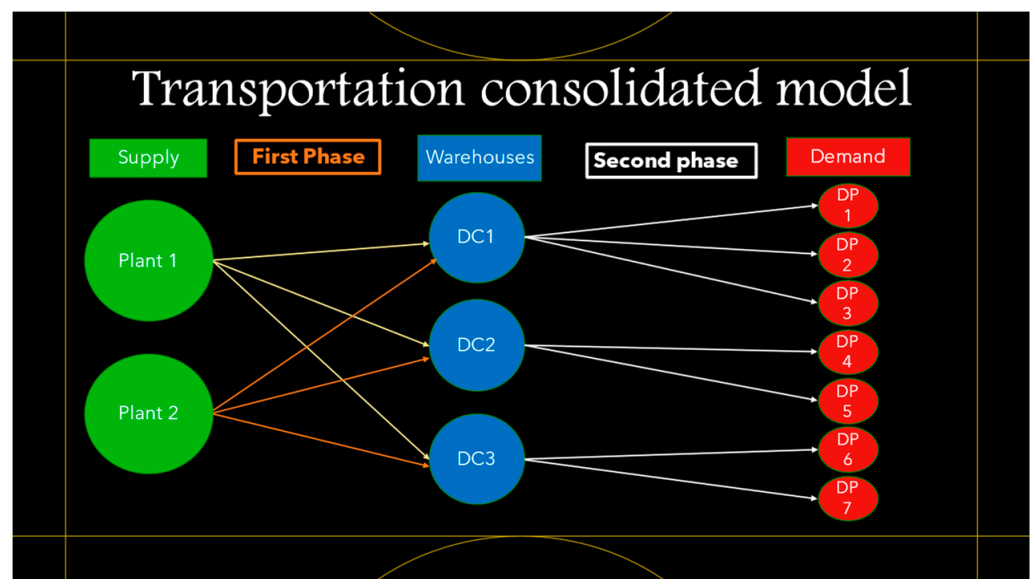 Transportation consolidated model
Supply
First Phase
Warehouses
Second phase
Demand
Plant 1
Plant 2
DC1
DC2
DC3
DP
1
DP
2
DP
3
DP
4
DP
5
DP
6
DP
7